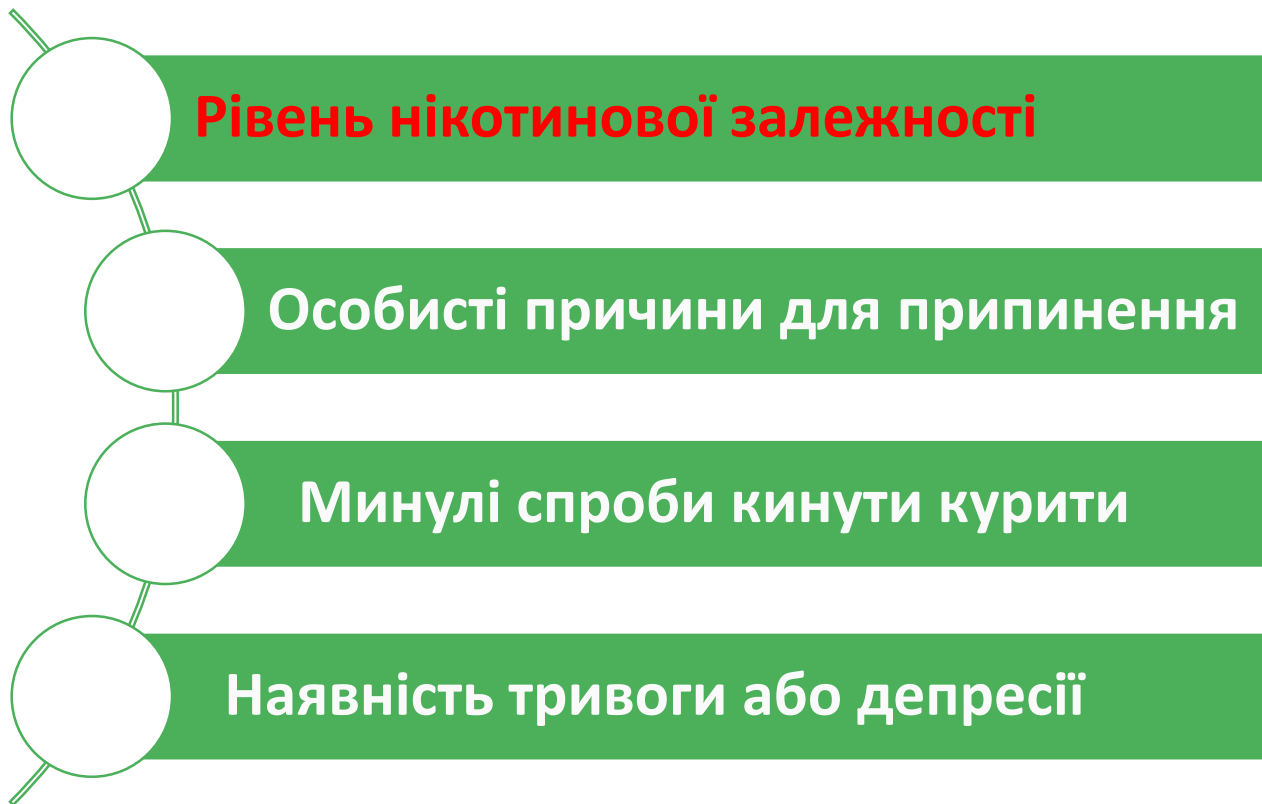 Рівень нікотинової залежності
Особисті причини для припинення
Минулі спроби кинути курити
Наявність тривоги або депресії